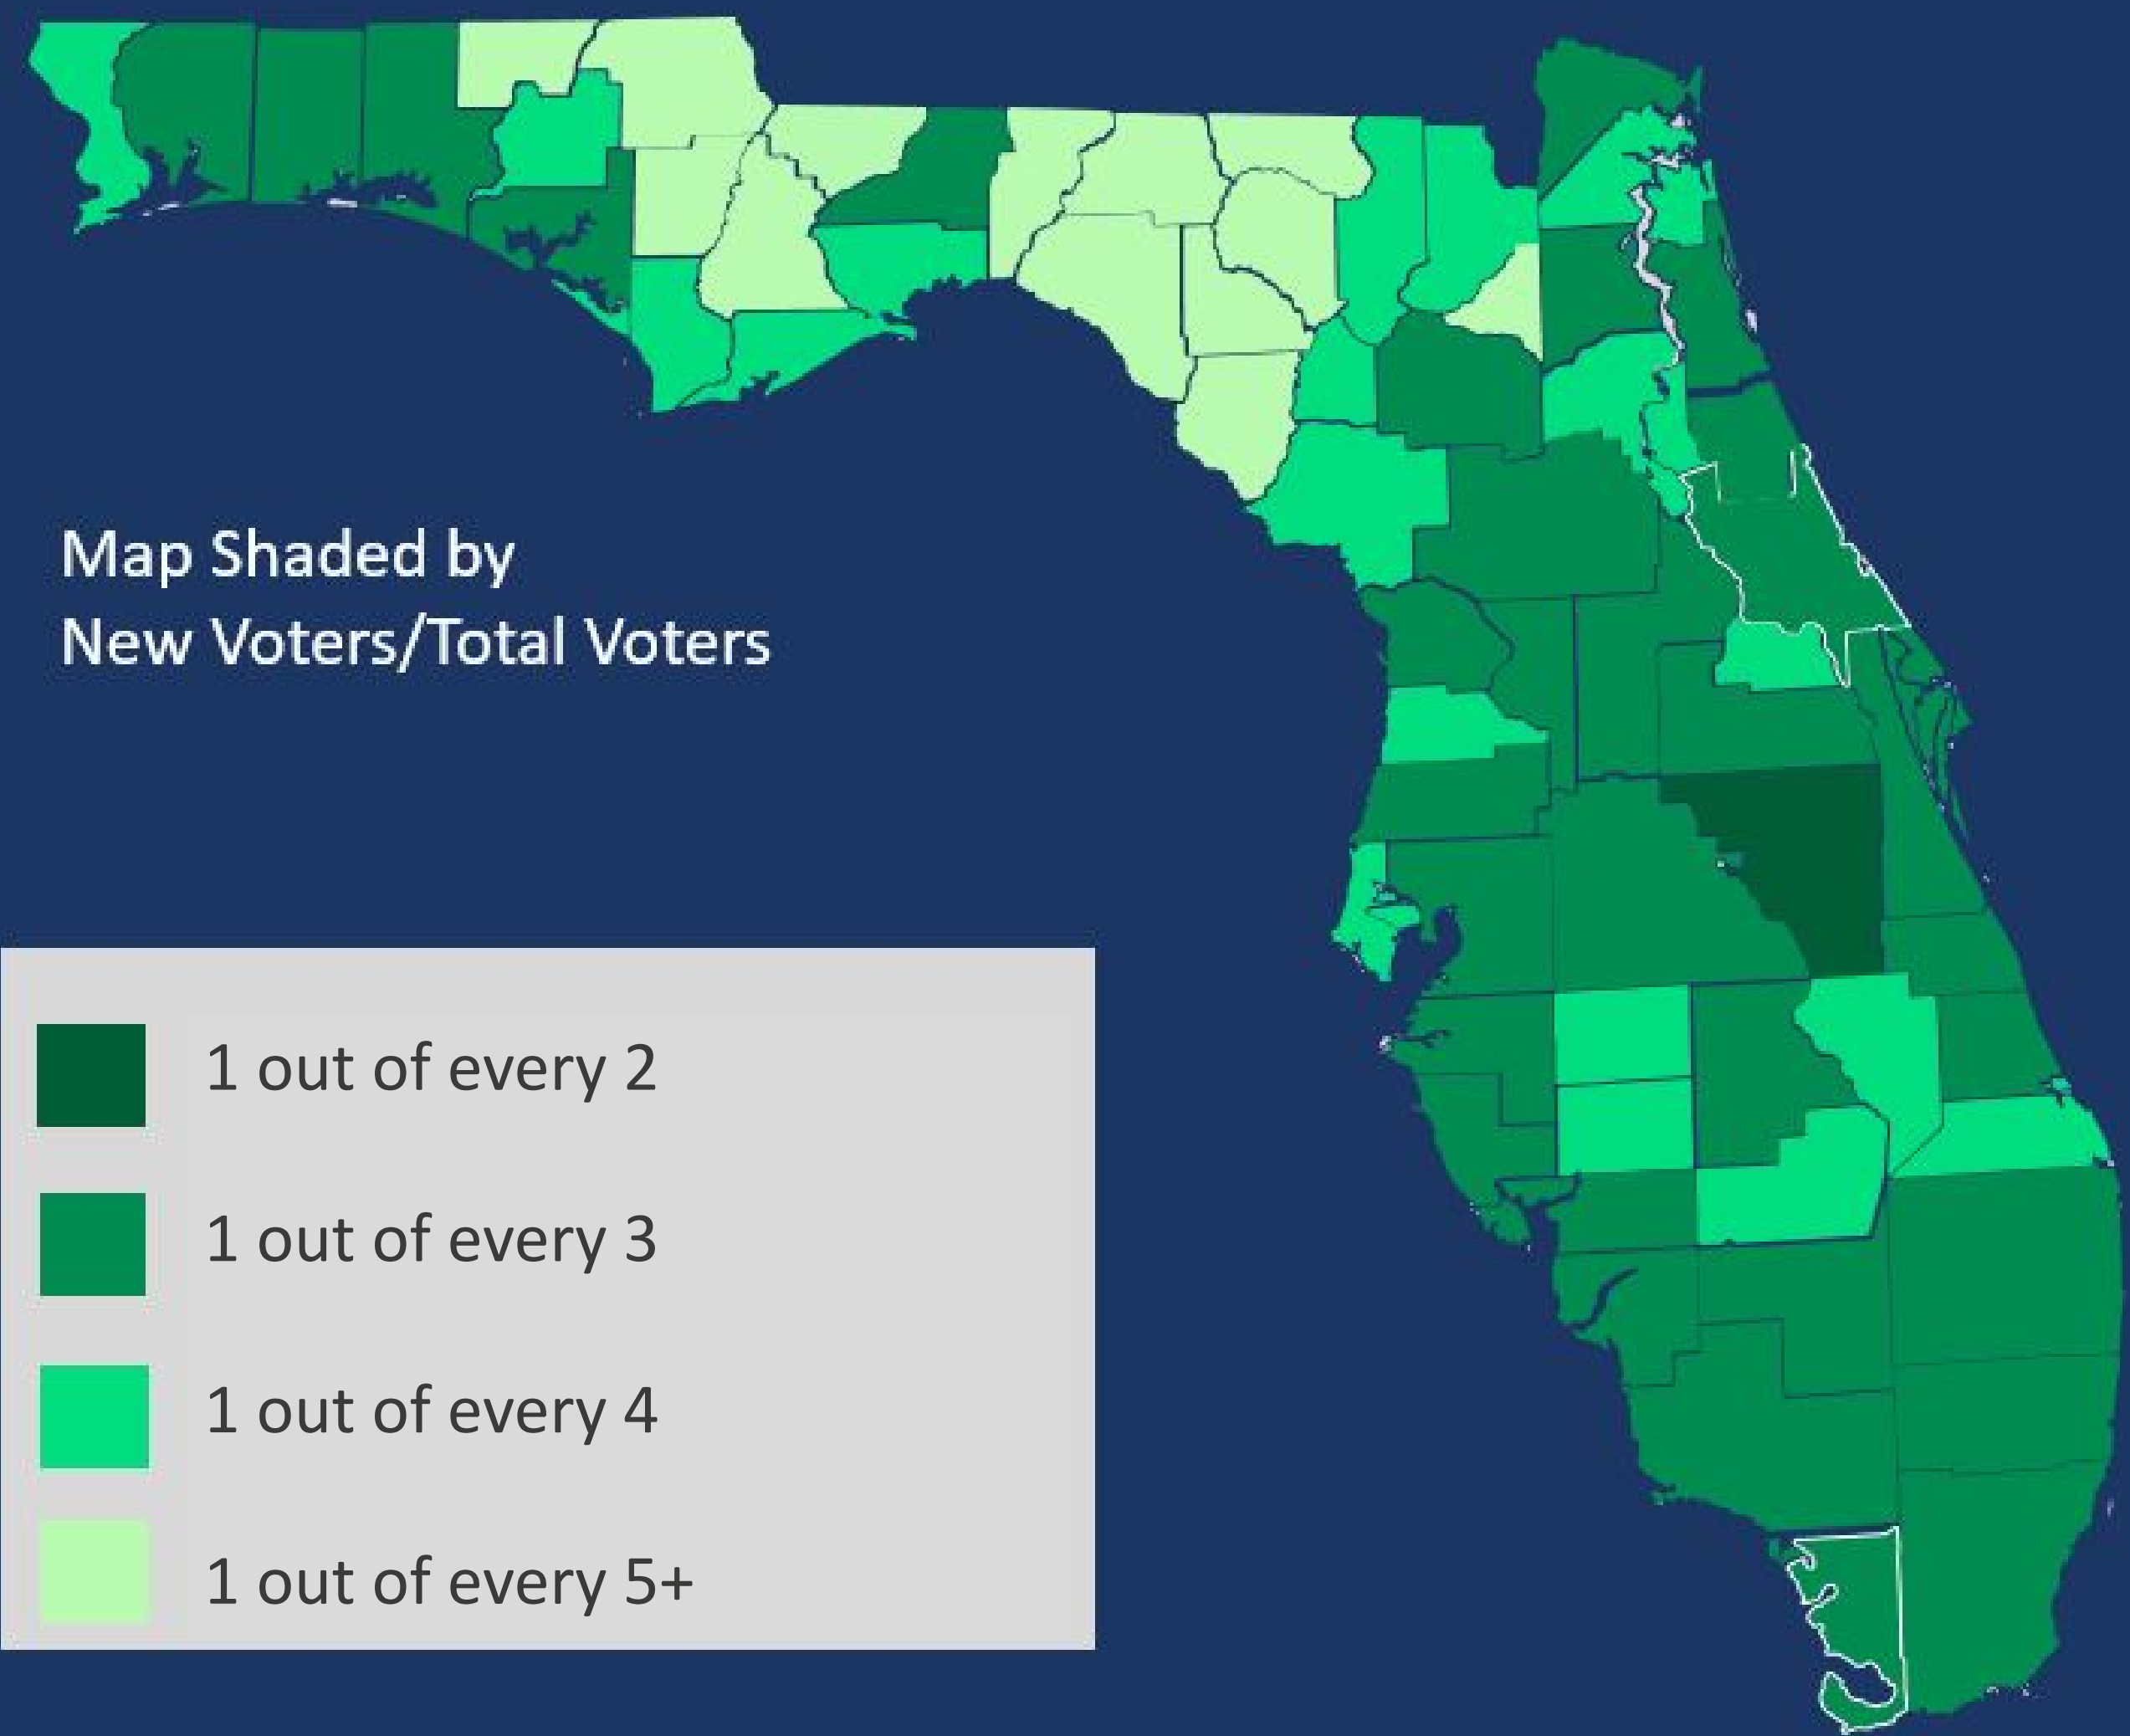 Map Shaded by
New Voters/Total Voters
1 out of every 2
1 out of every 3
1 out of every 4
1 out of every 5+